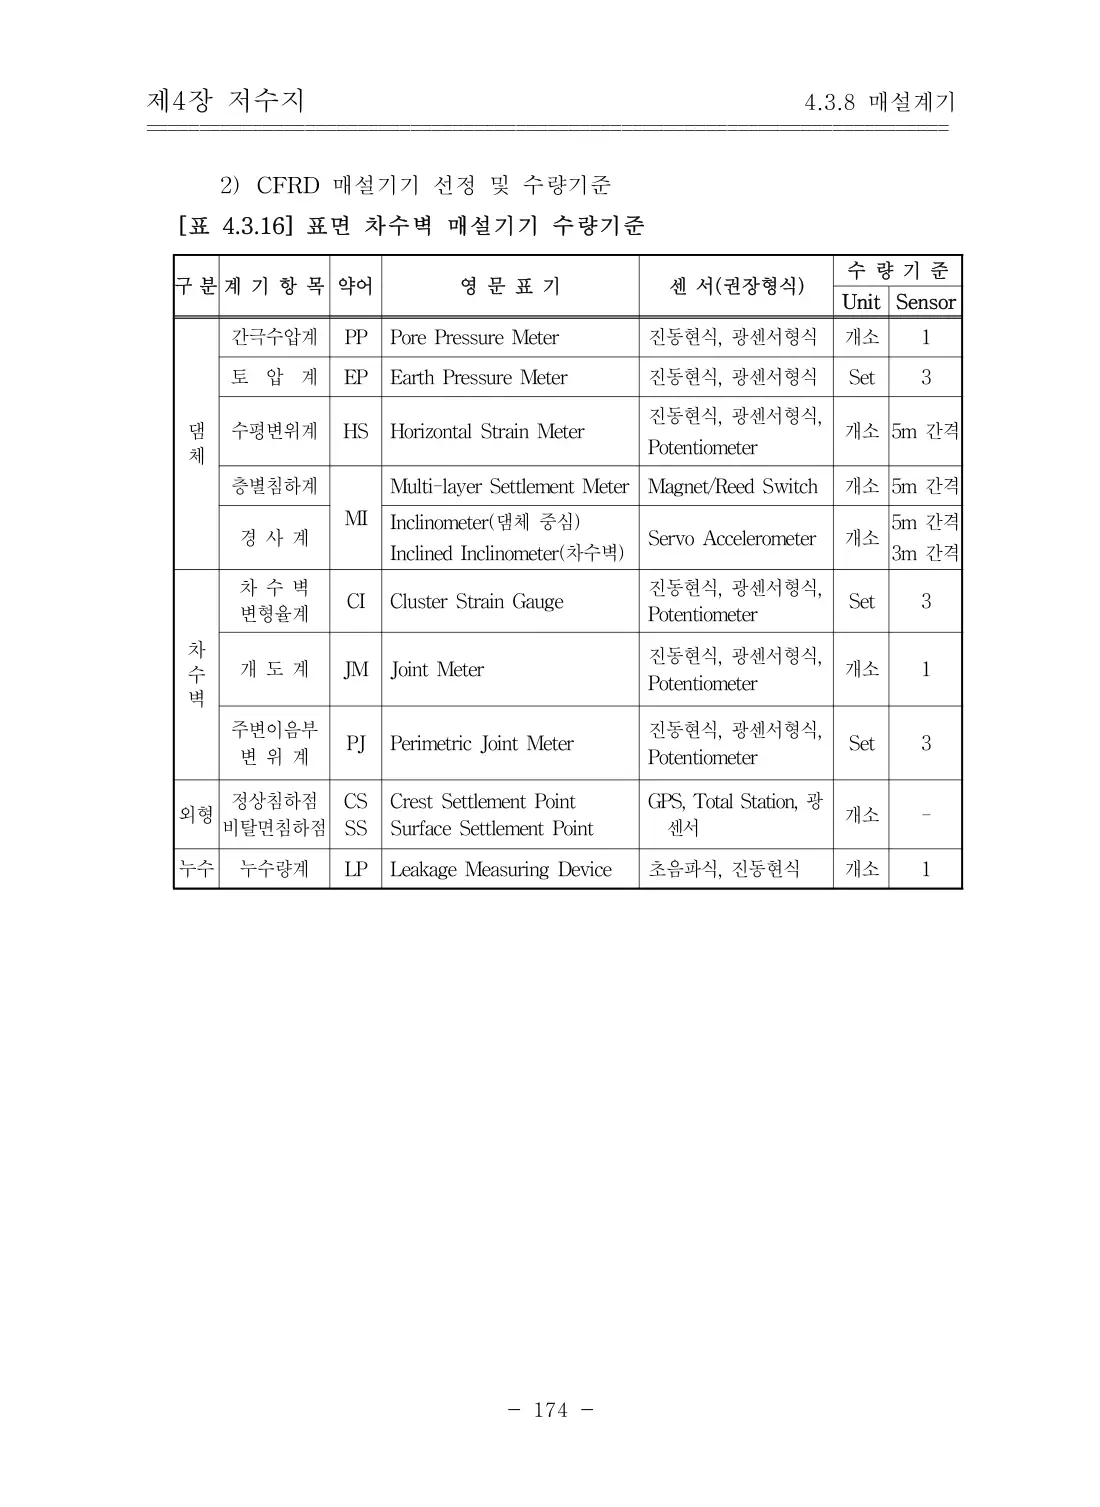 제4장 저수지 4.3.8 매설계기
2) CFRD 매설기기 선정 및 수량기준
[표 4.3.16] 표면 차수벽 매설기기 수량기준
구 분 계 기 항 목 약어 영 문 표 기 센 서(권장형식) 수 량 기 준
Unit Sensor
댐체
간극수압계 PP Pore Pressure Meter 진동현식, 광센서형식 개소 1
토 압 계 EP Earth Pressure Meter 진동현식, 광센서형식 Set 3
수평변위계 HS Horizontal Strain Meter 진동현식, 광센서형식, 개소 5m 간격
Potentiometer
층별침하계 MI Multi-layer Settlement Meter Magnet/Reed Switch 개소 5m 간격
경 사 계 Inclinometer(댐체 중심) Servo Accelerometer 개소 5m 간격
Inclined Inclinometer(차수벽) 3m 간격
차수벽
차 수 벽 CI Cluster Strain Gauge 진동현식, 광센서형식, Set 3
변형율계 Potentiometer
개 도 계 JM Joint Meter 진동현식, 광센서형식, 개소 1
Potentiometer
주변이음부 PJ Perimetric Joint Meter 진동현식, 광센서형식, Set 3
변 위 계 Potentiometer
외형 정상침하점 CS Crest Settlement Point GPS, Total Station, 광 개소 -
비탈면침하점 SS Surface Settlement Point 센서
누수 누수량계 LP Leakage Measuring Device 초음파식, 진동현식 개소 1
- 174 -